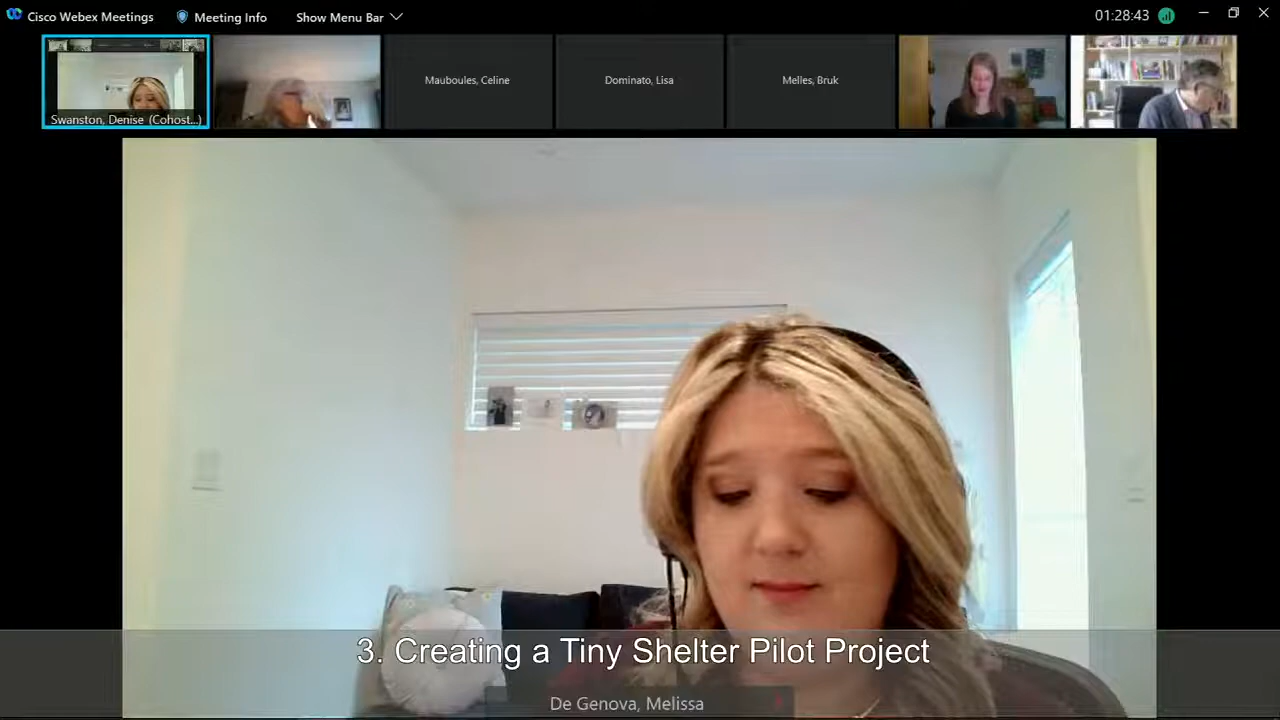 Cisco Webex Meetings
Meeting Info
Show Menu Bar
01:28:43
Swanston, Denise (Cohost...)
Mauboules, Celine
Dominato, Lisa
Melles, Bruk
3. Creating a Tiny Shelter Pilot Project
De Genova, Melissa